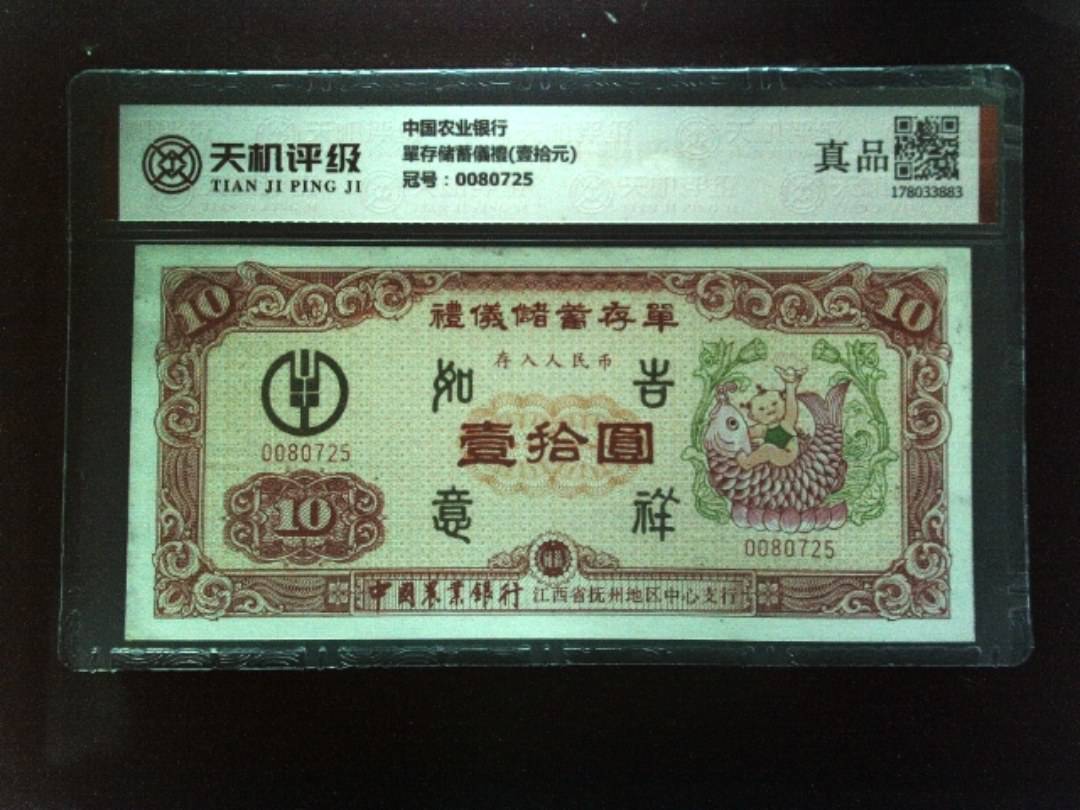 天机评级
TIAN JI PING JI
中国农业银行
單存储蓄儀禮(壹拾元)
冠号：0080725
真品
178033883
10
10
禮儀儲蓄存單
存入人民币
如意
吉祥
壹拾圓
0080725
10
0080725
中國農業銀行 江西省抚州地区中心支行